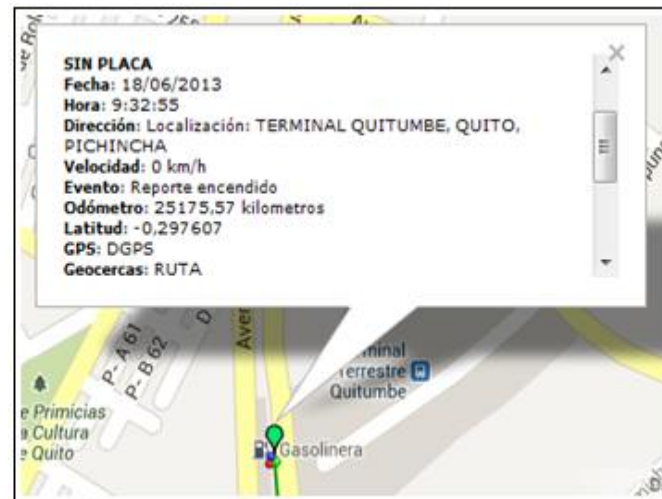 SIN PLACA
Fecha: 18/06/2013
Hora: 9:32:55
Dirección: Localización: TERMINAL QUITUMBE, QUITO,
PICHINCHA
Velocidad: 0 km/h
Evento: Reporte encendido
Odómetro: 25175,57 kilometros
Latitud: -0,297607
GPS: DGPS
Geocercas: RUTA
P- A 61
P- B 62
D
Aver
Terrestre
Quitumbe
e Primicias
a Cultura
e Quito
Gasolinera